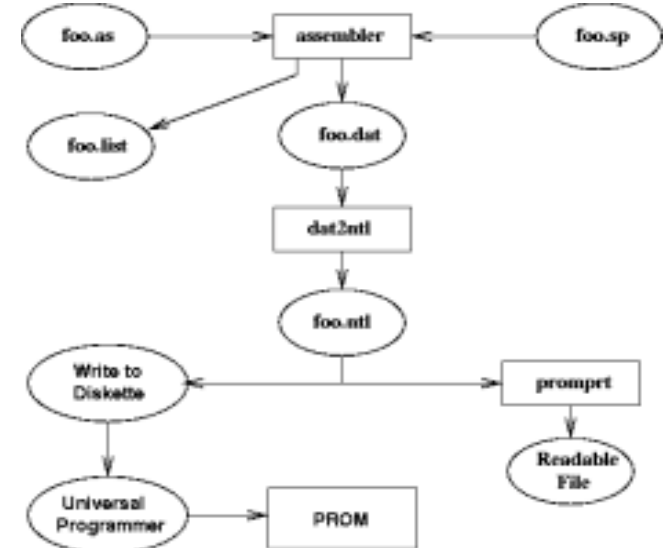 foo.as
assembler
foo.sp
foo.list
foo.dat
dat2ntl
foo.ntl
Write to
Diskette
promprt
Readable
File
Universal
Programmer
PROM